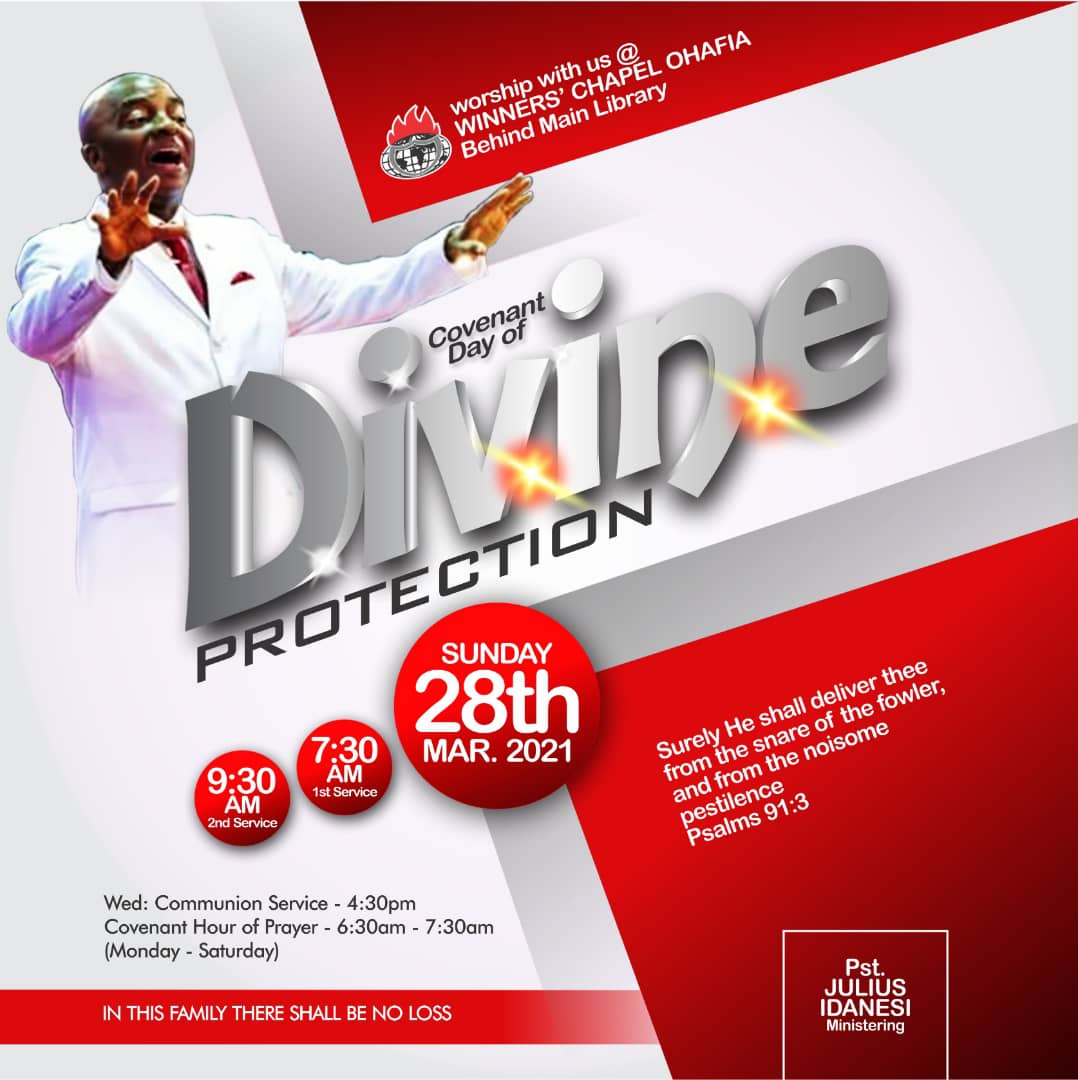 worship with us @
WINNERS' CHAPEL OHAFIA
Behind Main Library
Covenant
Day of
Divine
PROTECTION
SUNDAY
28th
MAR. 2021
7:30
AM
1st Service
9:30
AM
2nd Service
Surely He shall deliver thee
from the snare of the fowler,
and from the noisome
pestilence
Psalms 91:3
Wed: Communion Service - 4:30pm
Covenant Hour of Prayer - 6:30am - 7:30am
(Monday - Saturday)
IN THIS FAMILY THERE SHALL BE NO LOSS
Pst.
JULIUS
IDANESI
Ministering